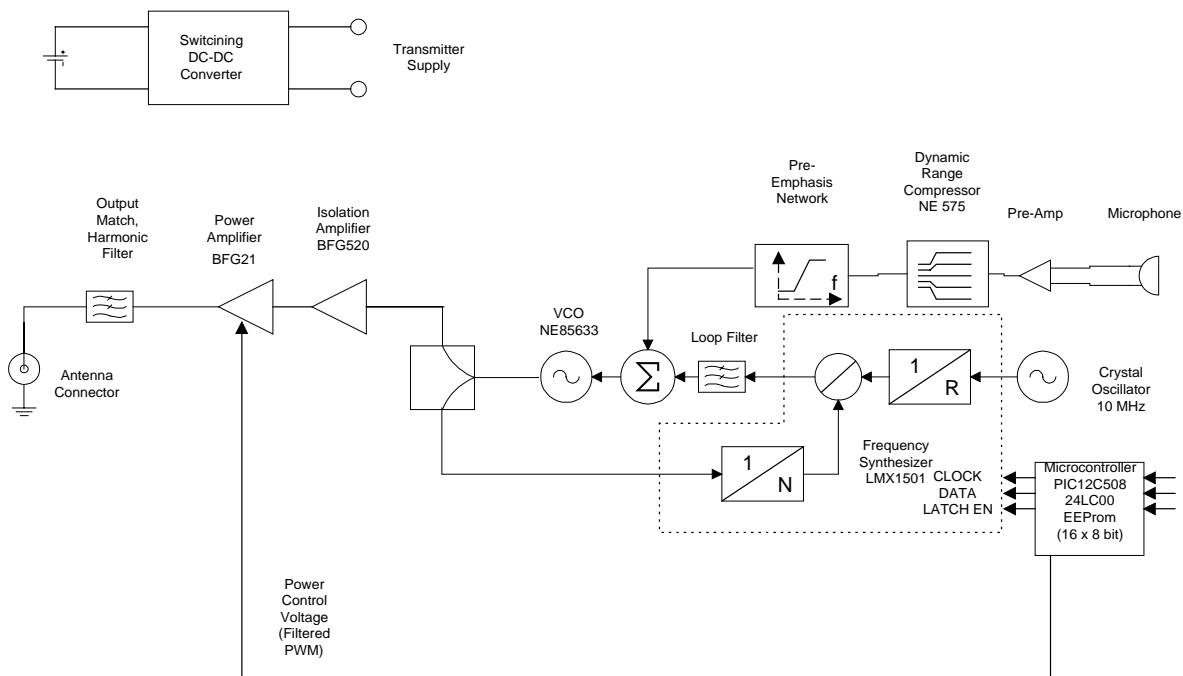 Switcining
DC-DC
Converter
Transmitter
Supply
Output
Match,
Harmonic
Filter
Power
Amplifier
BFG21
Isolation
Amplifier
BFG520
Pre-
Emphasis
Network
Dynamic
Range
Compressor
NE 575
Pre-Amp
Microphone
f
VCO
NE85633
Loop Filter
Σ
1
R
Antenna
Connector
Crystal
Oscillator
10 MHz
1
N
Frequency
Synthesizer
LMX1501
CLOCK
DATA
LATCH EN
Microcontroller
PIC12C508
24LC00
EEProm
(16 x 8 bit)
Power
Control
Voltage
(Filtered
PWM)